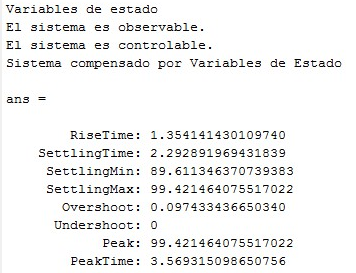 Variables de estado
El sistema es observable.
El sistema es controlable.
Sistema compensado por Variables de Estado
ans =
RiseTime: 1.354141430109740
SettlingTime: 2.292891969431839
SettlingMin: 89.611346370739383
SettlingMax: 99.421464075517022
Overshoot: 0.097433436650340
Undershoot: 0
Peak: 99.421464075517022
PeakTime: 3.569315098650756